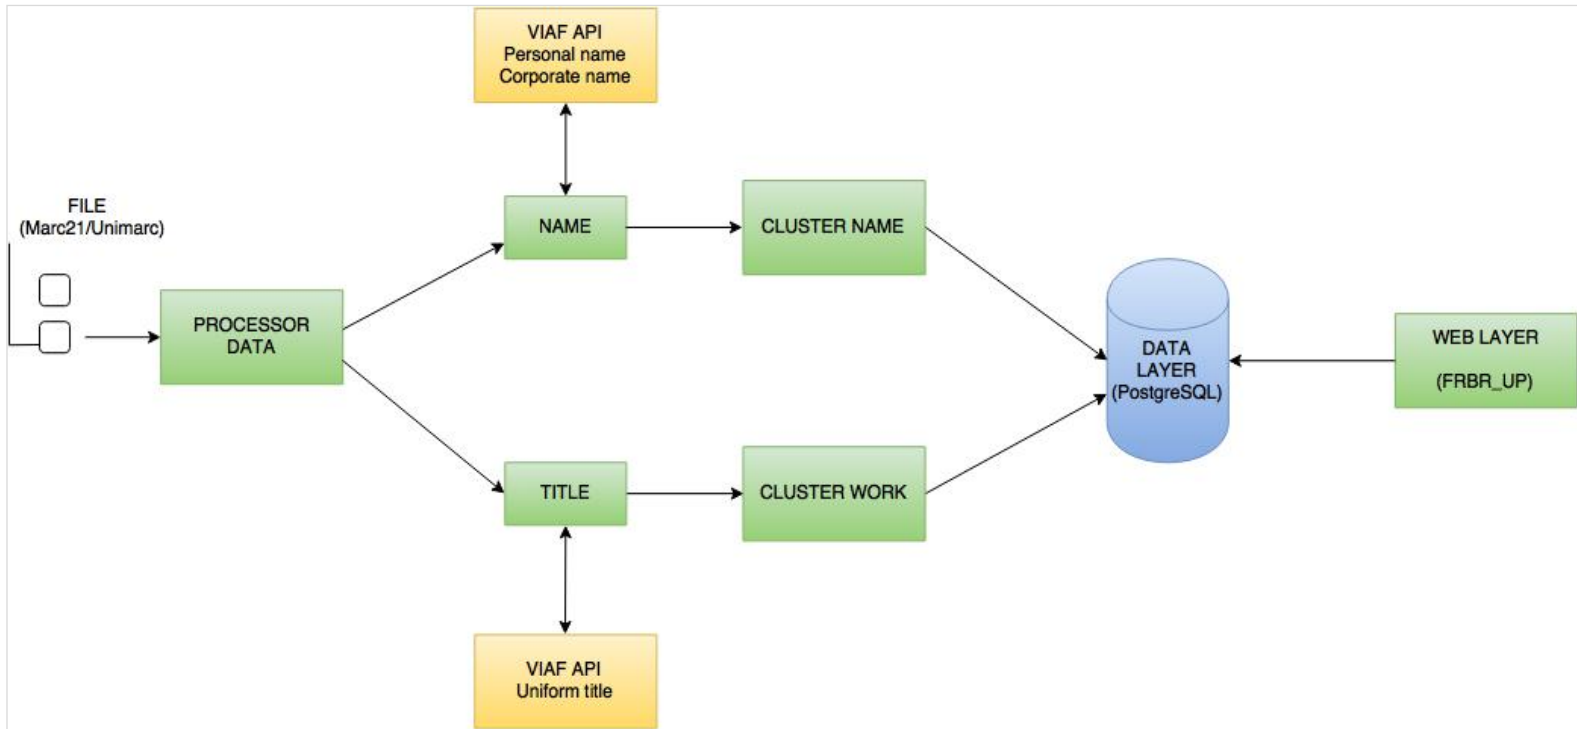 VIAF API
Personal name
Corporate name
FILE
(Marc21/Unimarc)
NAME
CLUSTER NAME
PROCESSOR
DATA
DATA
LAYER
(PostgreSQL)
WEB LAYER
(FRBR_UP)
TITLE
CLUSTER WORK
VIAF API
Uniform title